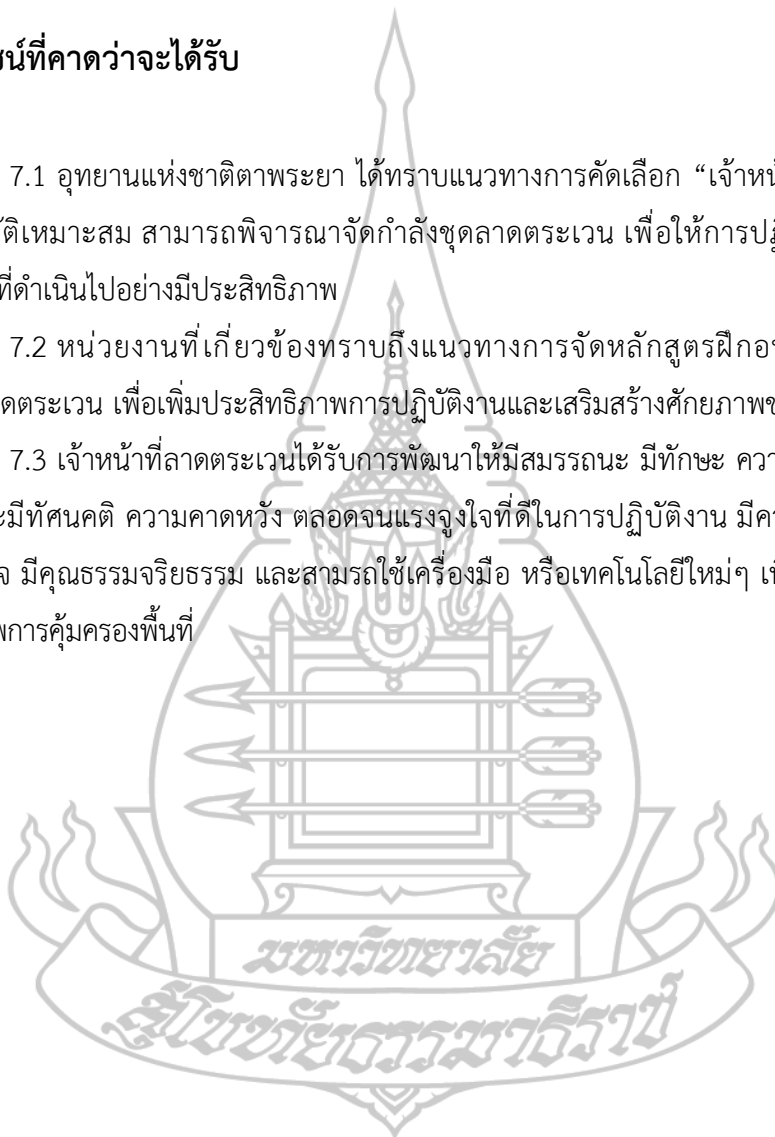 ชน์ที่คาดว่าจะได้รับ
7.1 อุทยานแห่งชาติตาพระยา ได้ทราบแนวทางการคัดเลือก “เจ้าหน้
ัติเหมาะสม สามารถพิจารณาจัดกำลังชุดลาดตระเวน เพื่อให้การปฏิ
ที่ดำเนินไปอย่างมีประสิทธิภาพ
7.2 หน่วยงานที่เกี่ยวข้องทราบถึงแนวทางการจัดหลักสูตรฝึกอบ
ดตระเวน เพื่อเพิ่มประสิทธิภาพการปฏิบัติงานและเสริมสร้างศักยภาพข
7.3 เจ้าหน้าที่ลาดตระเวนได้รับการพัฒนาให้มีสมรรถนะ มีทักษะ ควา
ะมีทัศนคติ ความคาดหวัง ตลอดจนแรงจูงใจที่ดีในการปฏิบัติงาน มีคว
จ มีคุณธรรมจริยธรรม และสามรถใช้เครื่องมือ หรือเทคโนโลยีใหม่ๆ เพ
พการคุ้มครองพื้นที่
มหาวิทยาลัย
สุโขทัยธรรมาธิราช